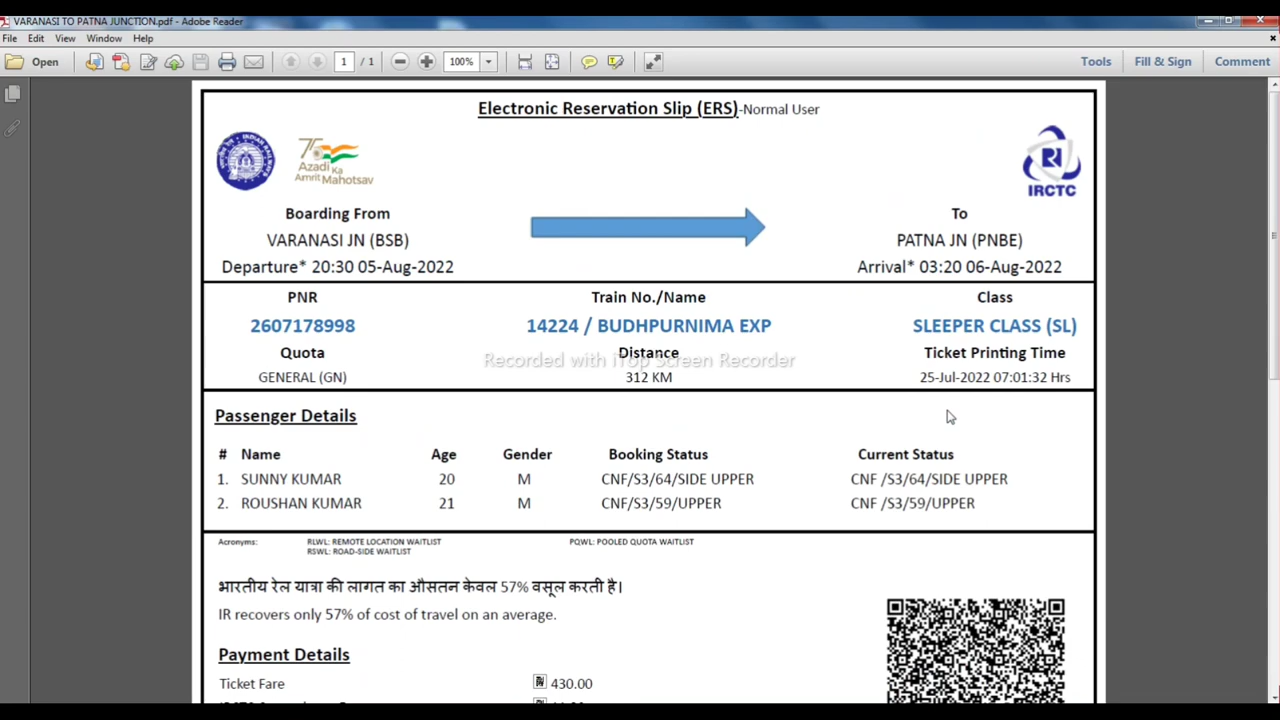 VARANASI TO PATNA JUNCTION.pdf - Adobe Reader
File Edit View Window Help
Open 1 / 1 100% Tools Fill & Sign Comment
Electronic Reservation Slip (ERS)-Normal User
75
Azadi Ka
Amrit Mahotsav
IRCTC
Boarding From To
VARANASI JN (BSB) PATNA JN (PNBE)
Departure* 20:30 05-Aug-2022 Arrival* 03:20 06-Aug-2022
PNR Train No./Name Class
2607178998 14224 / BUDHPURNIMA EXP SLEEPER CLASS (SL)
Quota Distance Ticket Printing Time
Recorded with iTop Screen Recorder
GENERAL (GN) 312 KM 25-Jul-2022 07:01:32 Hrs
Passenger Details
# Name Age Gender Booking Status Current Status
1. SUNNY KUMAR 20 M CNF/S3/64/SIDE UPPER CNF /S3/64/SIDE UPPER
2. ROUSHAN KUMAR 21 M CNF/S3/59/UPPER CNF /S3/59/UPPER
Acronyms: RLWL: REMOTE LOCATION WAITLIST PQWL: POOLED QUOTA WAITLIST
RSWL: ROAD-SIDE WAITLIST
भारतीय रेल यात्रा की लागत का औसतन केवल 57% वसूल करती है।
IR recovers only 57% of cost of travel on an average.
Payment Details
Ticket Fare 430.00